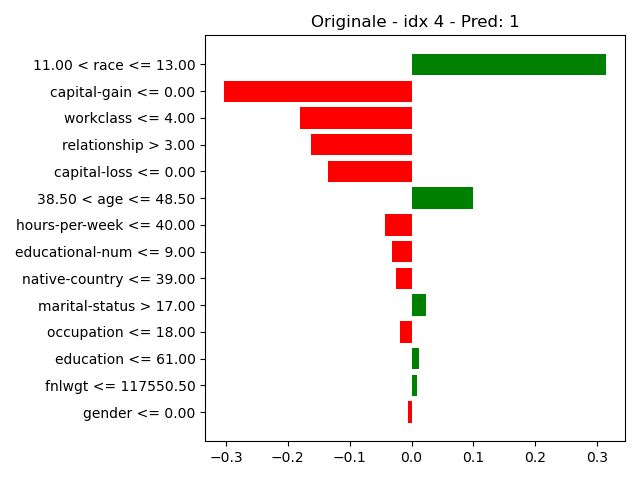 Originale - idx 4 - Pred: 1
11.00 < race <= 13.00
capital-gain <= 0.00
workclass <= 4.00
relationship > 3.00
capital-loss <= 0.00
38.50 < age <= 48.50
hours-per-week <= 40.00
educational-num <= 9.00
native-country <= 39.00
marital-status > 17.00
occupation <= 18.00
education <= 61.00
fnlwgt <= 117550.50
gender <= 0.00
−0.3 −0.2 −0.1 0.0 0.1 0.2 0.3